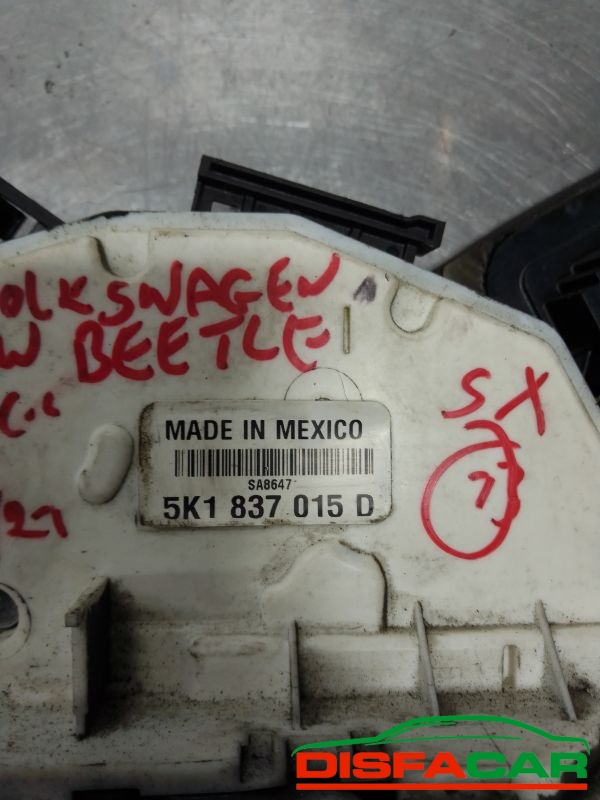 OLKSWAGEN
W BEETLE
SX
MADE IN MEXICO
SA8647
5K1 837 015 D
DISFACAR